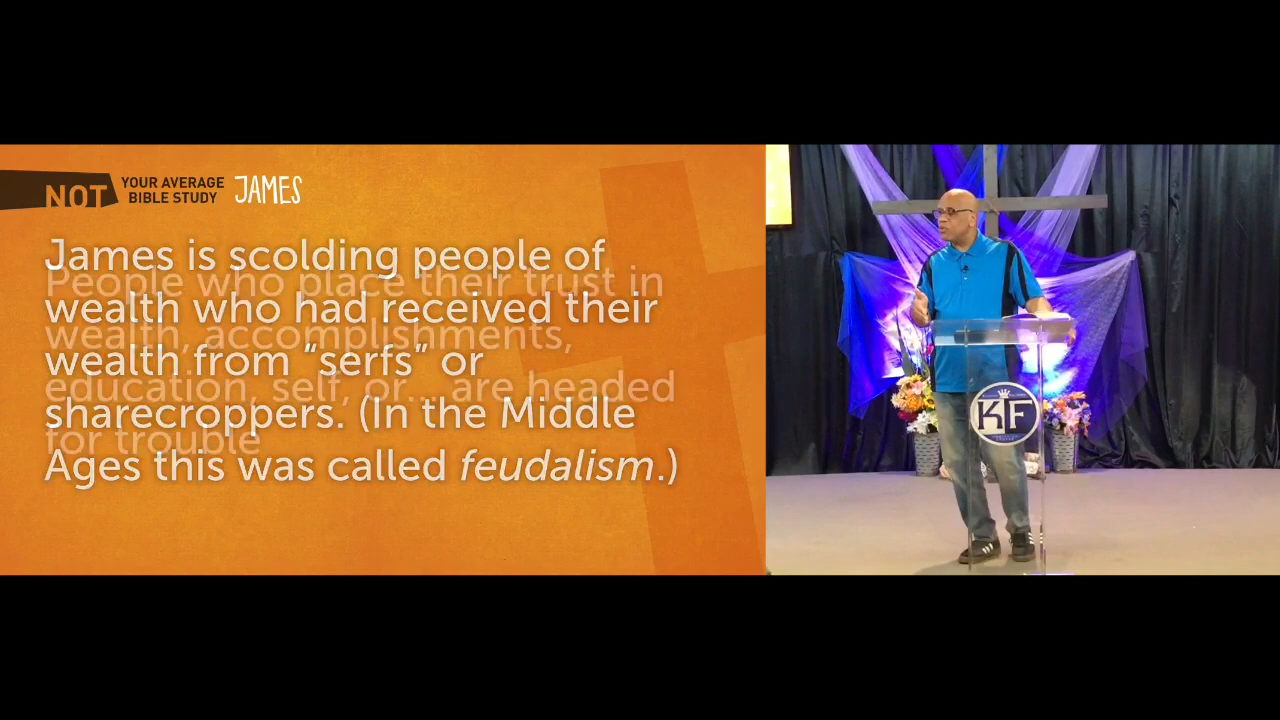 NOT YOUR AVERAGE BIBLE STUDY JAMES
James is scolding people of
wealth who had received their
wealth from “serfs” or
sharecroppers. (In the Middle
Ages this was called feudalism.)
People who place their trust in
wealth, accomplishments,
education, self, or... are headed
for trouble
KTF